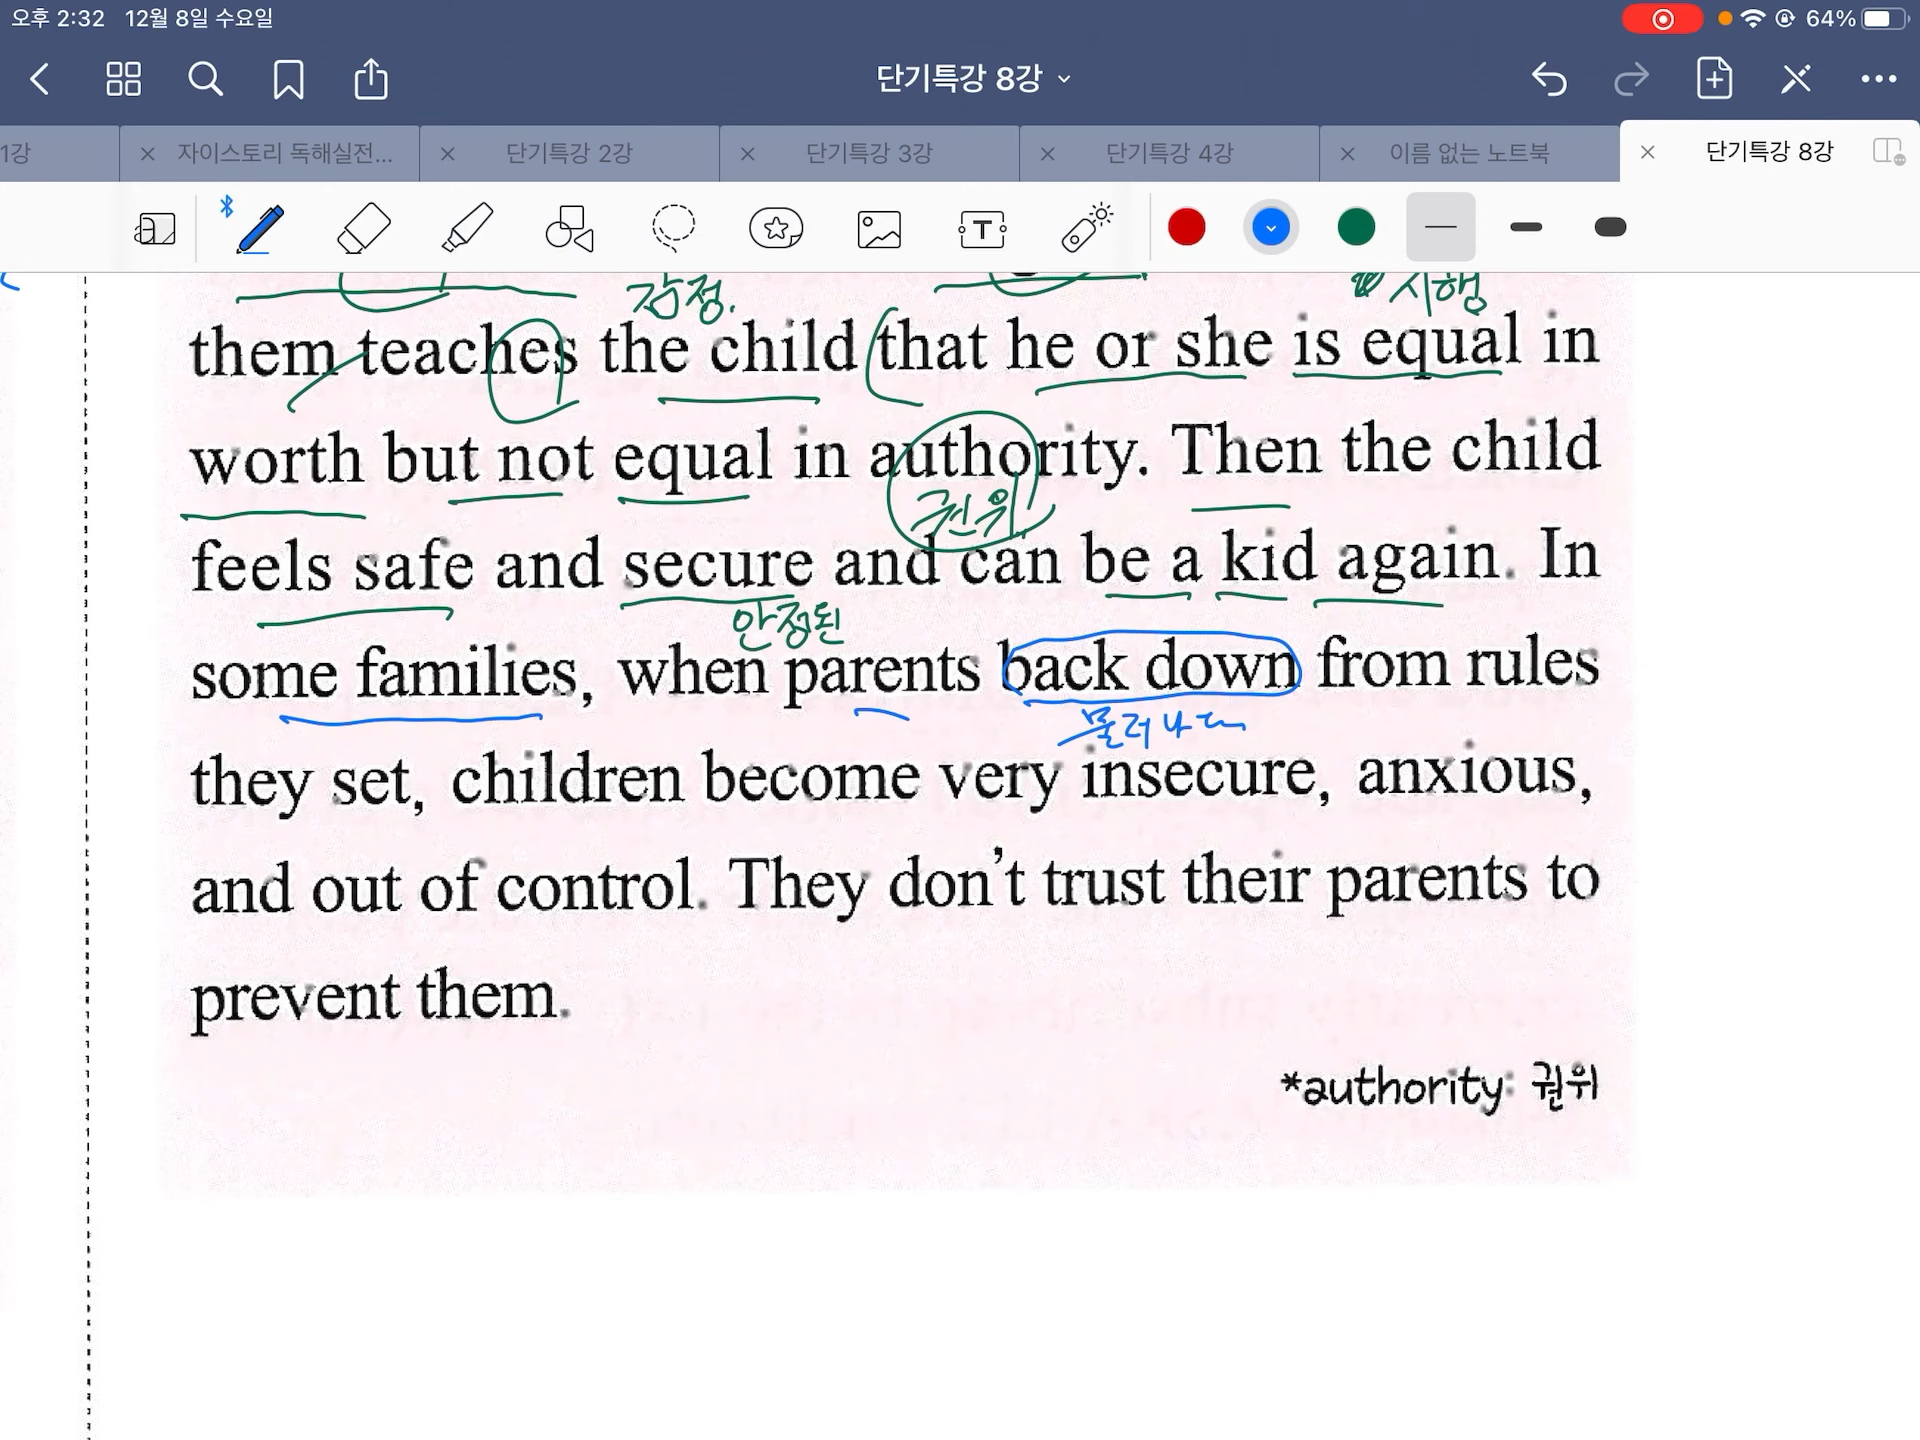 오후 2:32 12월 8일 수요일 64%
단기특강 8강
1강 자이스토리 독해실전... 단기특강 2강 단기특강 3강 단기특강 4강 이름 없는 노트북 단기특강 8강
감정. 시행
them teaches the child that he or she is equal in
worth but not equal in authority. Then the child
권위
feels safe and secure and can be a kid again. In
안정된
some families, when parents back down from rules
물러나다
they set, children become very insecure, anxious,
and out of control. They don't trust their parents to
prevent them.
*authority: 권위